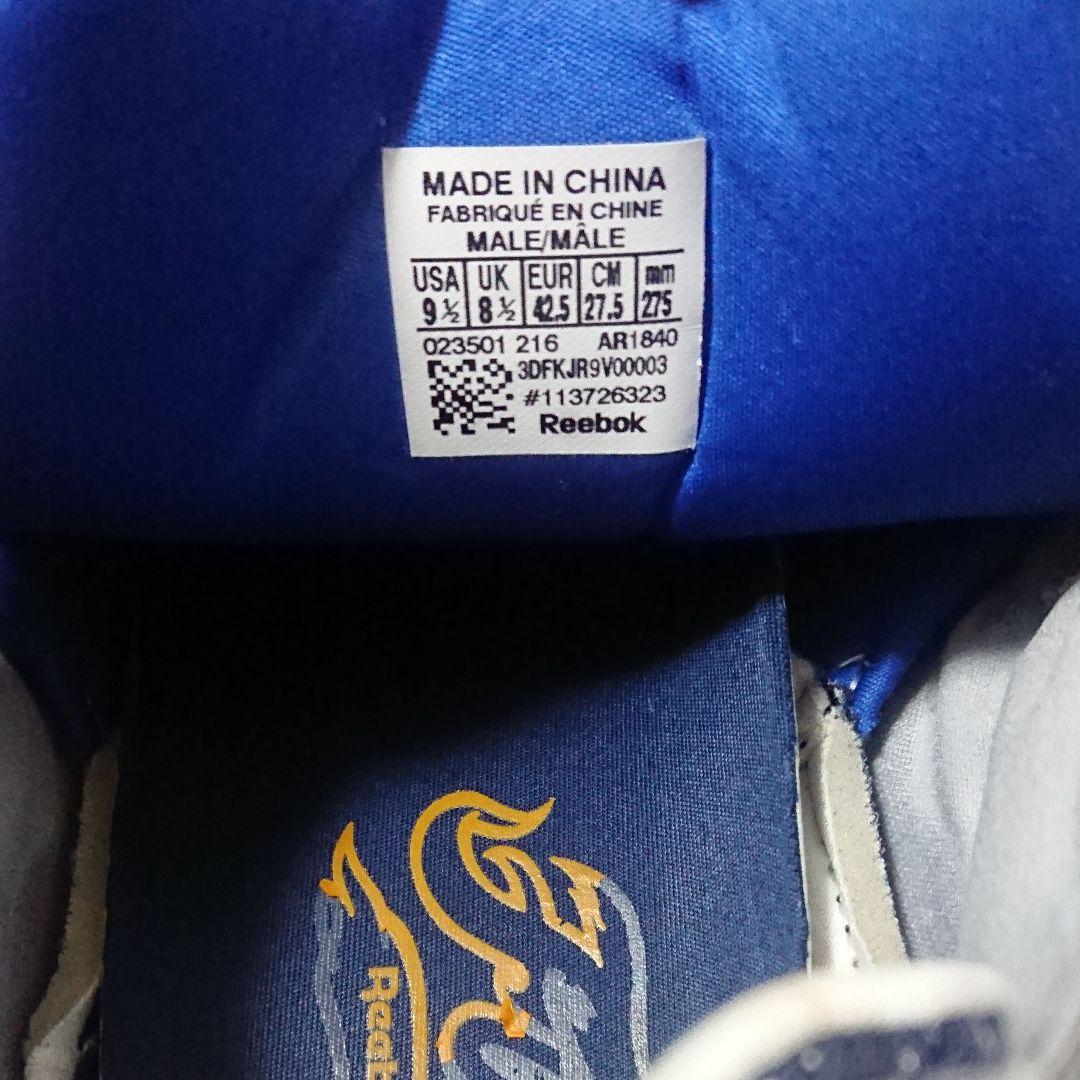 MADE IN CHINA
FABRIQUÉ EN CHINE
MALE/MÂLE
USA UK EUR CM mm
9½ 8½ 42.5 27.5 275
023501 216 AR1840
3DFKJR9V00003
#113726323
Reebok